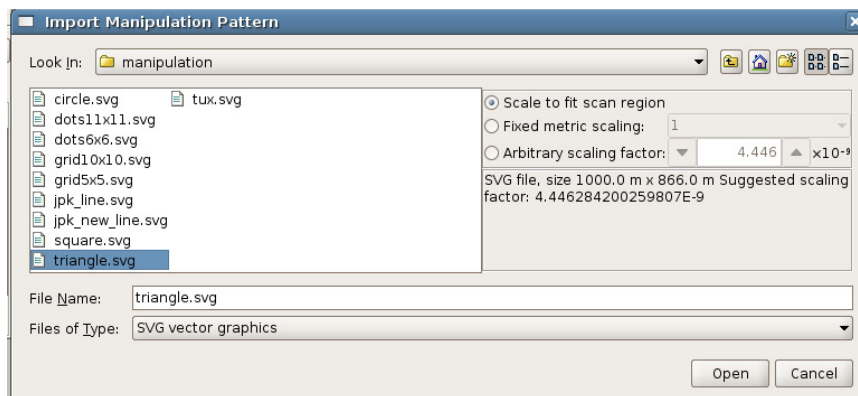 Import Manipulation Pattern
Look In: manipulation
circle.svg tux.svg
dots11x11.svg
dots6x6.svg
grid10x10.svg
grid5x5.svg
jpk_line.svg
jpk_new_line.svg
square.svg
triangle.svg
Scale to fit scan region
Fixed metric scaling: 1
Arbitrary scaling factor: 4.446 ×10⁻⁹
SVG file, size 1000.0 m x 866.0 m Suggested scaling
factor: 4.446284200259807E-9
File Name: triangle.svg
Files of Type: SVG vector graphics
Open Cancel